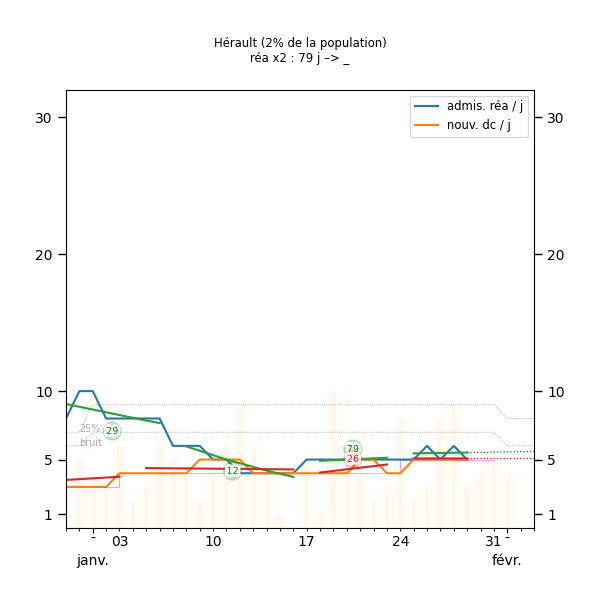 Hérault (2% de la population)
réa x2 : 79 j –> _
admis. réa / j
nouv. dc / j
30
30
20
20
10
10
25%
bruit
29
79
26
12
5
5
1
1
- 03 10 17 24 31 -
janv. févr.